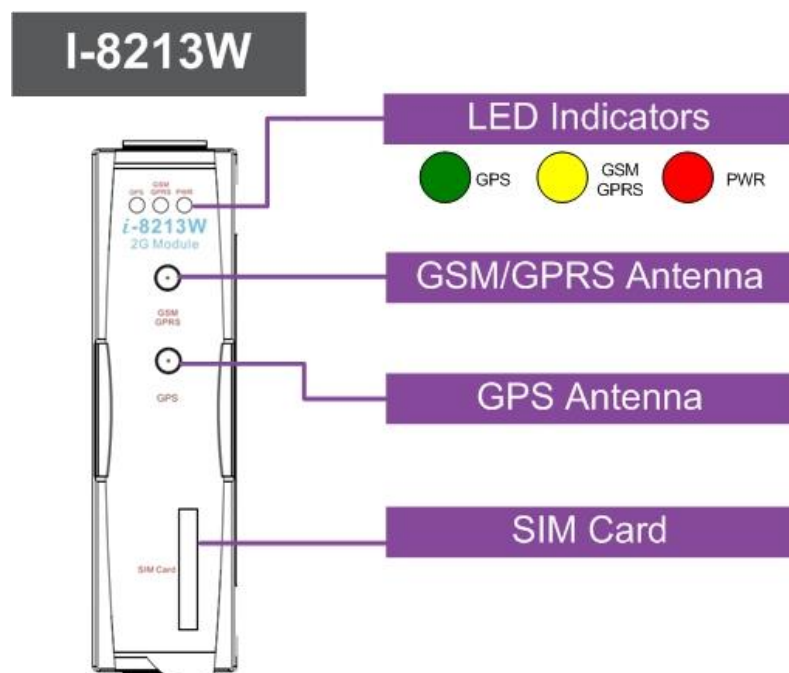 I-8213W
LED Indicators
GPS
GSM
GPRS
PWR
GPS
GSM
GPRS
PWR
i-8213W
2G Module
GSM/GPRS Antenna
GSM
GPRS
GPS Antenna
GPS
SIM Card
SIM Card